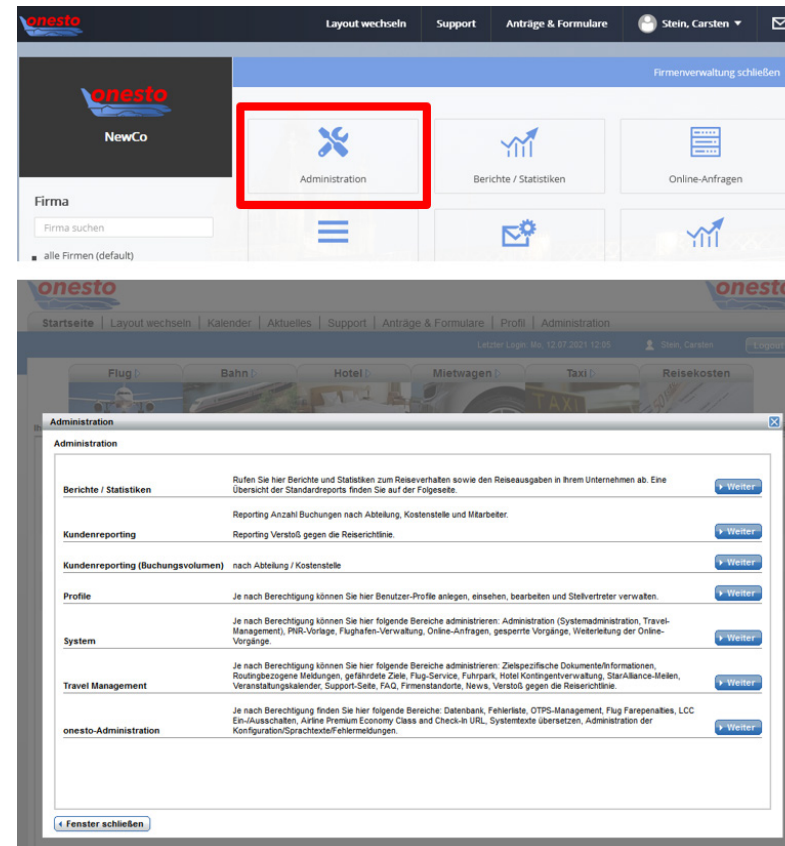 onesto
Layout wechseln Support Anträge & Formulare Stein, Carsten
Firmenverwaltung schließen
onesto
NewCo
Administration Berichte / Statistiken Online-Anfragen
Firma
Firma suchen
alle Firmen (default)
onesto onesto
Startseite | Layout wechseln | Kalender | Aktuelles | Support | Anträge & Formulare | Profil | Administration
Letzter Login: Mo, 12.07.2021 12:05 Stein, Carsten Logout
Flug Bahn Hotel Mietwagen Taxi Reisekosten
TAXI
Administration
Administration
Rufen Sie hier Berichte und Statistiken zum Reiseverhalten sowie den Reiseausgaben in Ihrem Unternehmen ab. Eine
Berichte / Statistiken Übersicht der Standardreports finden Sie auf der Folgeseite. Weiter
Reporting Anzahl Buchungen nach Abteilung, Kostenstelle und Mitarbeiter.
Kundenreporting Reporting Verstoß gegen die Reiserichtlinie. Weiter
Kundenreporting (Buchungsvolumen) nach Abteilung / Kostenstelle Weiter
Profile Je nach Berechtigung können Sie hier Benutzer-Profile anlegen, einsehen, bearbeiten und Stellvertreter verwalten. Weiter
Je nach Berechtigung können Sie hier folgende Bereiche administrieren: Administration (Systemadministration, Travel-
Management), PNR-Vorlage, Flughafen-Verwaltung, Online-Anfragen, gesperrte Vorgänge, Weiterleitung der Online-
System Vorgänge. Weiter
Je nach Berechtigung können Sie hier folgende Bereiche administrieren: Zielspezifische Dokumente/Informationen,
Routingbezogene Meldungen, gefährdete Ziele, Flug-Service, Fuhrpark, Hotel Kontingentverwaltung, StarAlliance-Meilen,
Travel Management Veranstaltungskalender, Support-Seite, FAQ, Firmenstandorte, News, Verstoß gegen die Reiserichtlinie. Weiter
Je nach Berechtigung finden Sie hier folgende Bereiche: Datenbank, Fehlerliste, OTPS-Management, Flug Farepenalties, LCC
Ein-/Ausschalten, Airline Premium Economy Class and Check-In URL, Systemtexte übersetzen, Administration der
onesto-Administration Konfiguration/Sprachtexte/Fehlermeldungen. Weiter
Fenster schließen